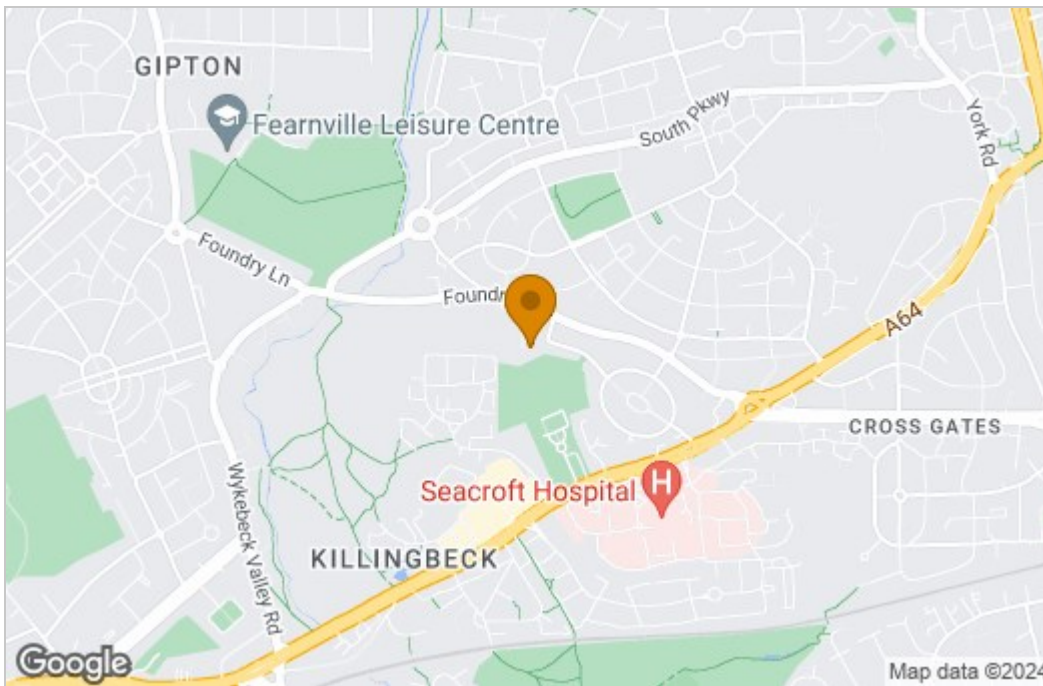 GIPTON
Fearnville Leisure Centre
South Pkwy
York Rd
Foundry Ln
A64
CROSS GATES
Seacroft Hospital
H
Wykebeck Valley Rd
KILLINGBECK
Google
Map data ©2024